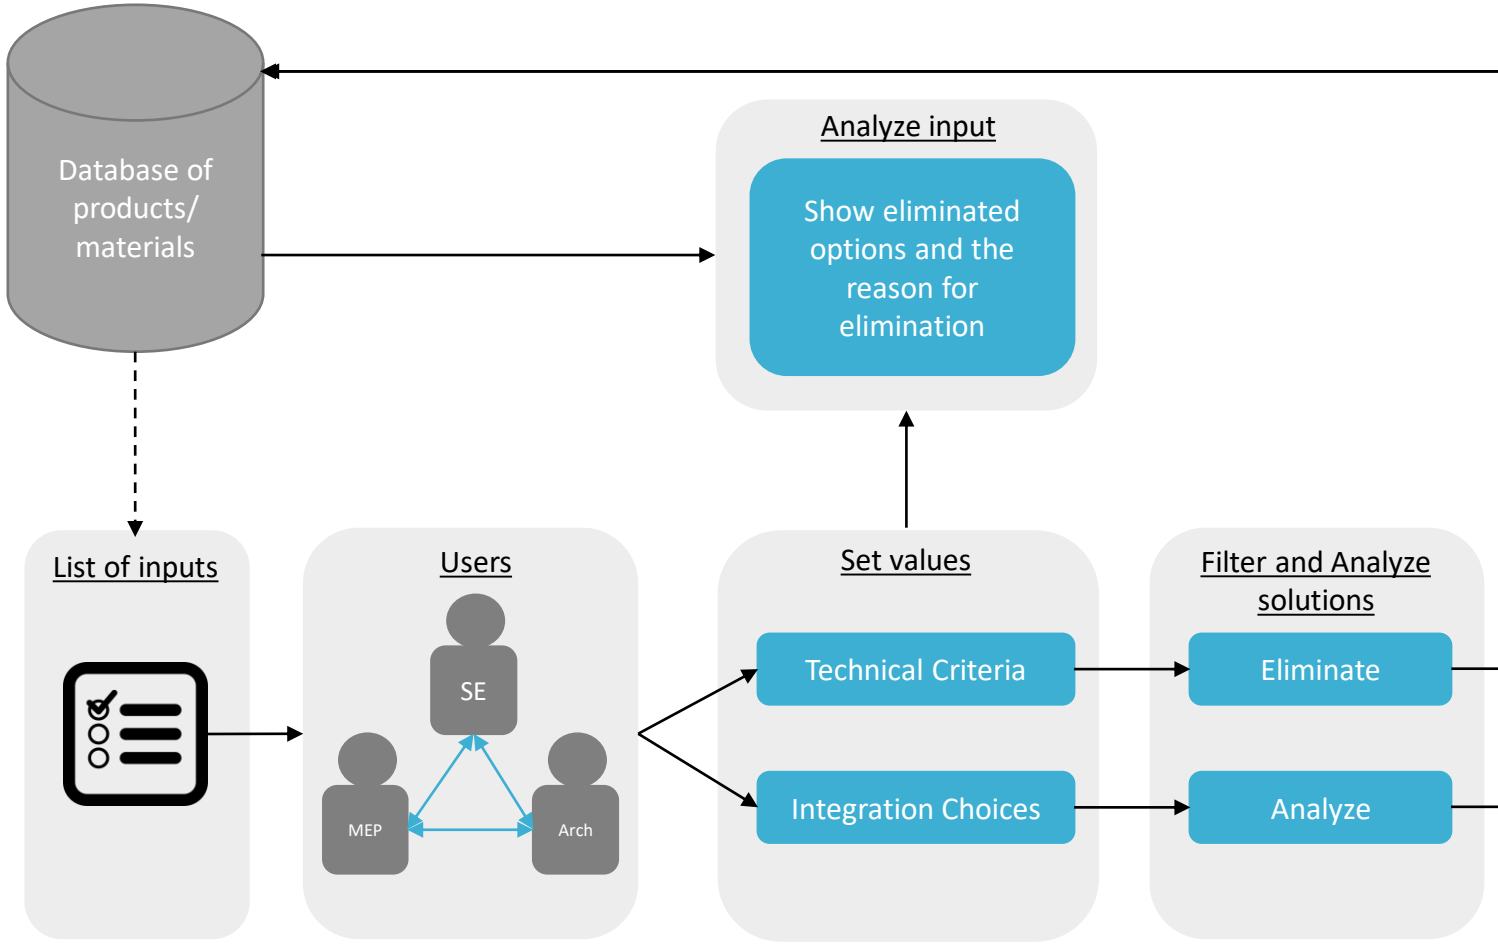 Database of
products/
materials
Analyze input
Show eliminated
options and the
reason for
elimination
List of inputs
Users
SE
MEP
Arch
Set values
Technical Criteria
Integration Choices
Filter and Analyze
solutions
Eliminate
Analyze